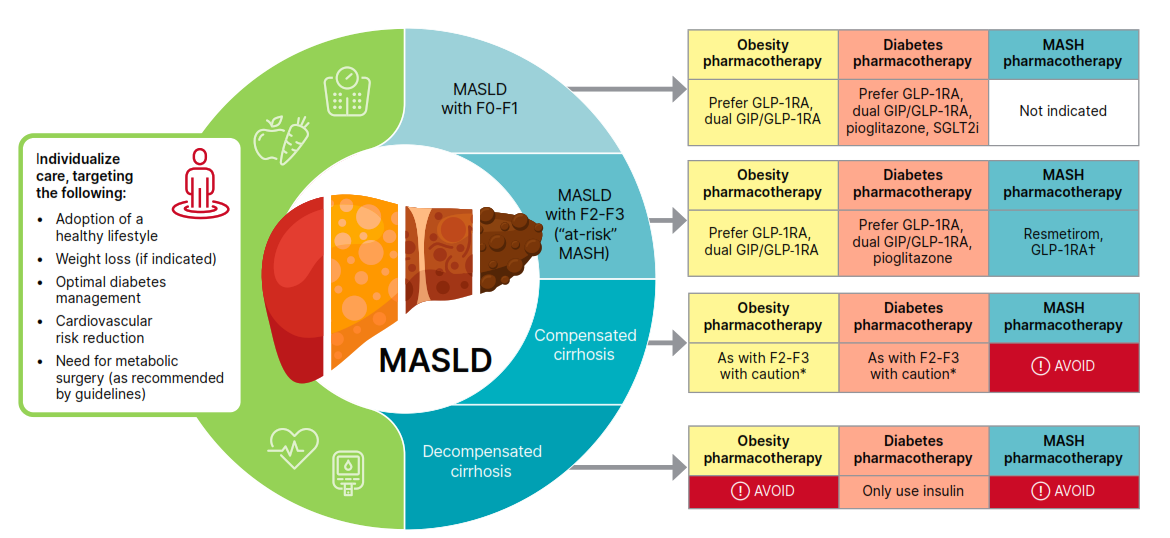 Individualize
care, targeting
the following:
• Adoption of a
healthy lifestyle
• Weight loss (if indicated)
• Optimal diabetes
management
• Cardiovascular
risk reduction
• Need for metabolic
surgery (as recommended
by guidelines)
MASLD
MASLD
with F0-F1
MASLD
with F2-F3
(“at-risk”
MASH)
Compensated
cirrhosis
Decompensated
cirrhosis
Obesity
pharmacotherapy
Diabetes
pharmacotherapy
MASH
pharmacotherapy
Prefer GLP-1RA,
dual GIP/GLP-1RA
Prefer GLP-1RA,
dual GIP/GLP-1RA,
pioglitazone, SGLT2i
Not indicated
Obesity
pharmacotherapy
Diabetes
pharmacotherapy
MASH
pharmacotherapy
Prefer GLP-1RA,
dual GIP/GLP-1RA
Prefer GLP-1RA,
dual GIP/GLP-1RA,
pioglitazone
Resmetirom,
GLP-1RA†
Obesity
pharmacotherapy
Diabetes
pharmacotherapy
MASH
pharmacotherapy
As with F2-F3
with caution*
As with F2-F3
with caution*
! AVOID
Obesity
pharmacotherapy
Diabetes
pharmacotherapy
MASH
pharmacotherapy
! AVOID
Only use insulin
! AVOID